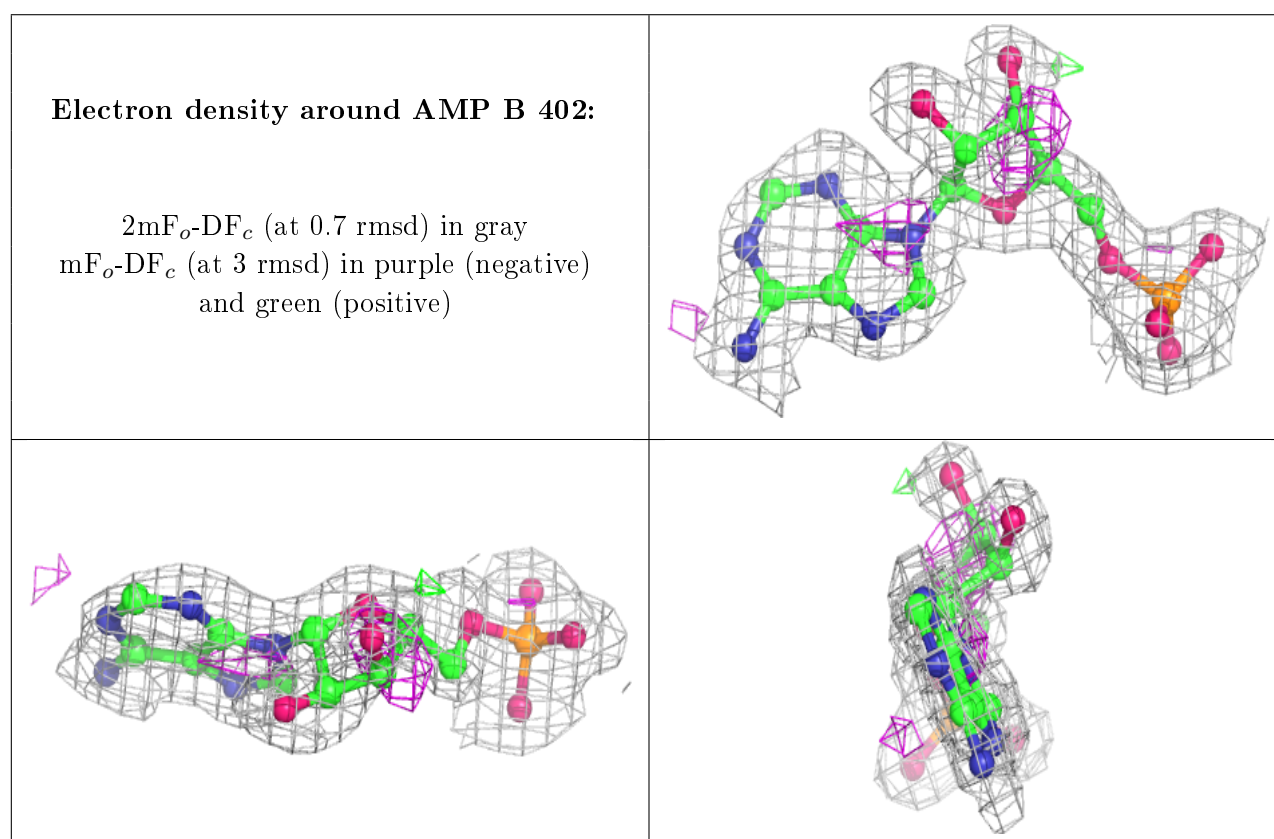 Electron density around AMP B 402:
2mFo-DFc (at 0.7 rmsd) in gray
mFo-DFc (at 3 rmsd) in purple (negative)
and green (positive)